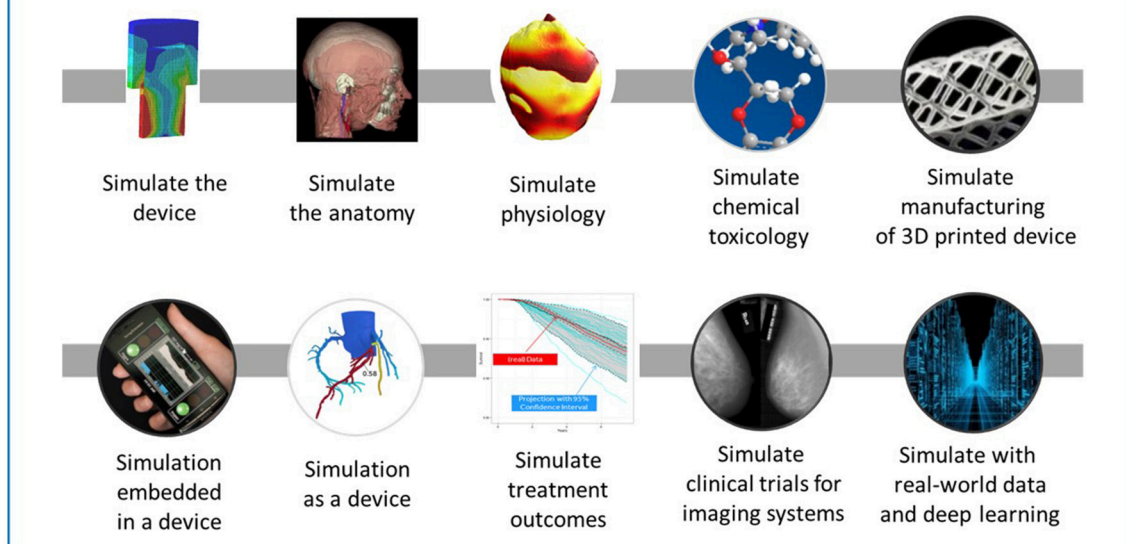 Simulate the
device
Simulate
the anatomy
Simulate
physiology
Simulate
chemical
toxicology
Simulate
manufacturing
of 3D printed device
0.58
(real) Data
Projection with 95%
Confidence Interval
Years
Simulation
embedded
in a device
Simulation
as a device
Simulate
treatment
outcomes
Simulate
clinical trials for
imaging systems
Simulate with
real-world data
and deep learning